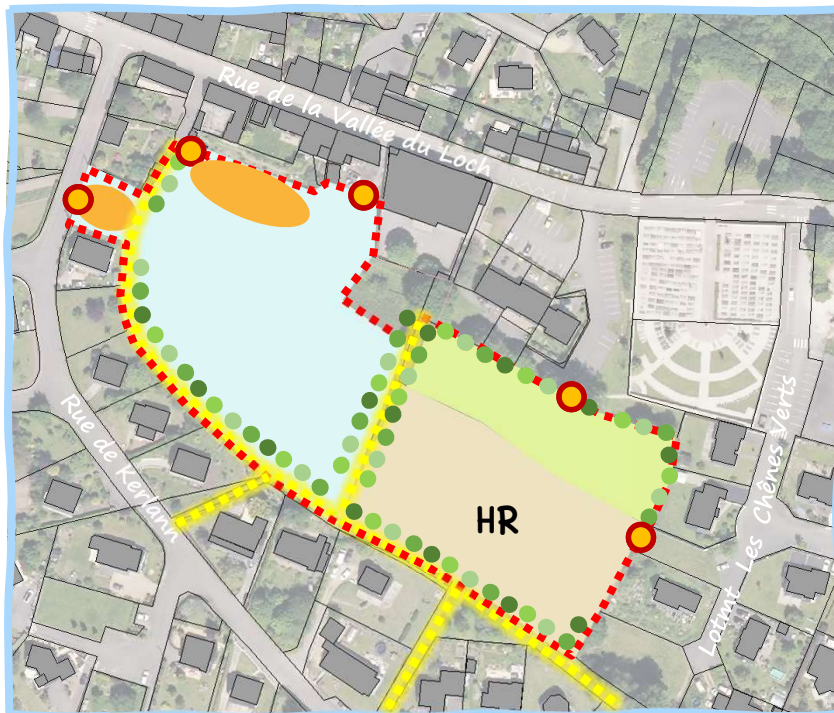 Rue de la Vallée du Loch
Rue de Kerlann
HR
Lotmt Les Chênes Verts